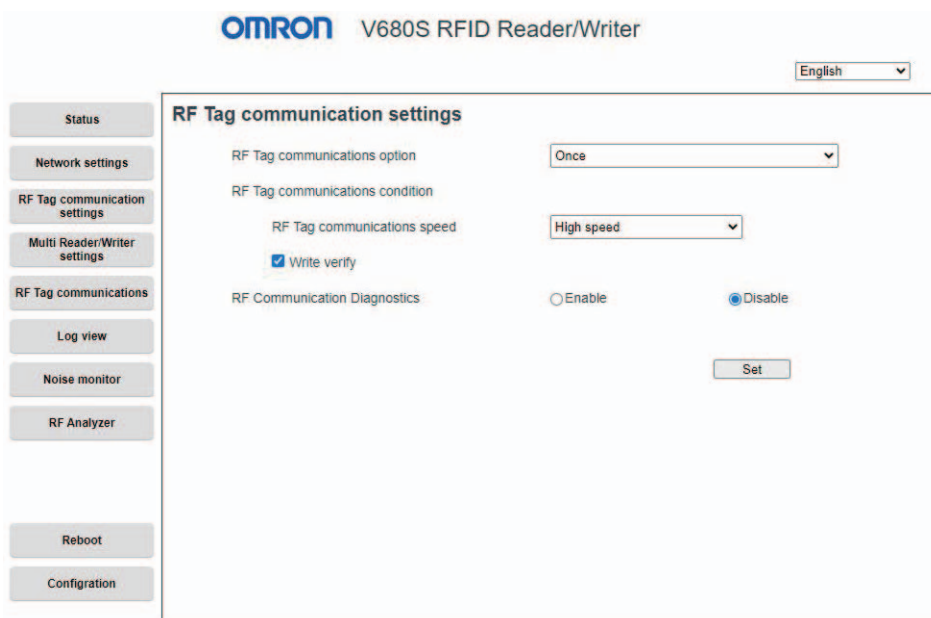 OMRON V680S RFID Reader/Writer
English
Status
Network settings
RF Tag communication
settings
Multi Reader/Writer
settings
RF Tag communications
Log view
Noise monitor
RF Analyzer
Reboot
Configration
RF Tag communication settings
RF Tag communications option Once
RF Tag communications condition
RF Tag communications speed High speed
Write verify
RF Communication Diagnostics Enable Disable
Set